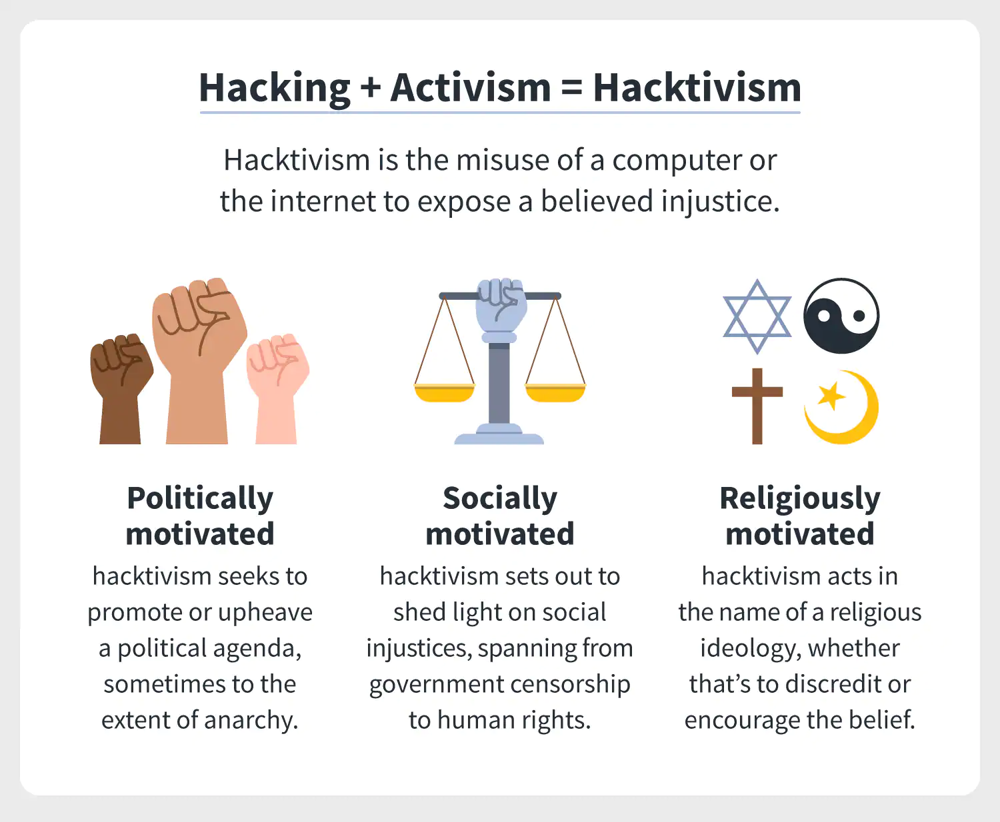 Hacking + Activism = Hacktivism
Hacktivism is the misuse of a computer or
the internet to expose a believed injustice.
Politically
motivated
hacktivism seeks to
promote or upheave
a political agenda,
sometimes to the
extent of anarchy.
Socially
motivated
hacktivism sets out to
shed light on social
injustices, spanning from
government censorship
to human rights.
Religiously
motivated
hacktivism acts in
the name of a religious
ideology, whether
that’s to discredit or
encourage the belief.